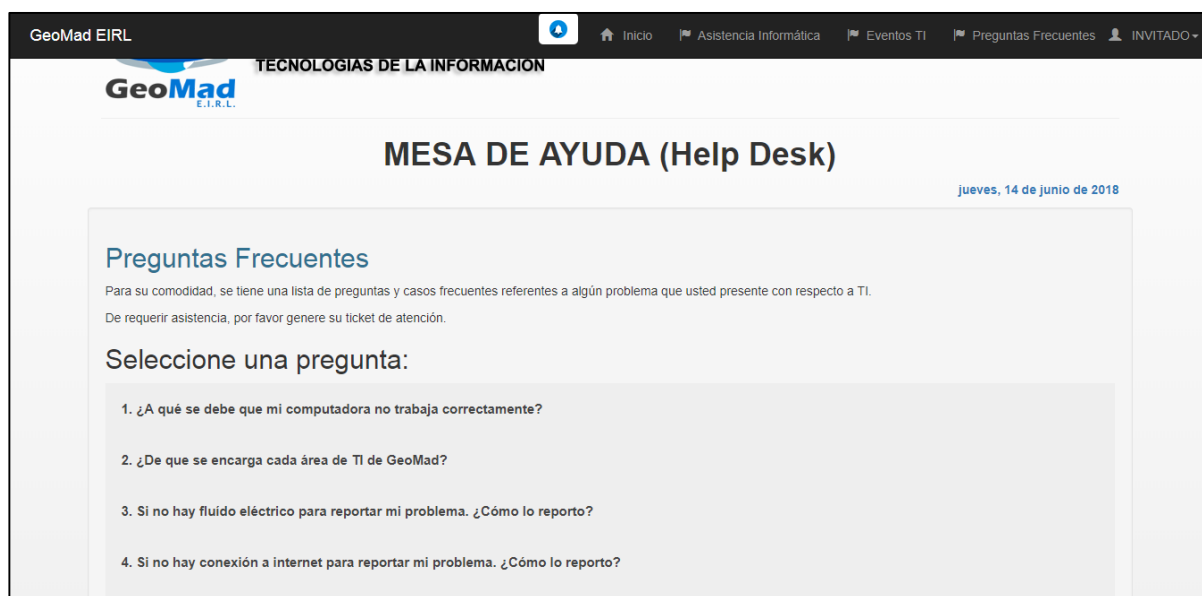 GeoMad EIRL Inicio Asistencia Informática Eventos TI Preguntas Frecuentes INVITADO
TECNOLOGIAS DE LA INFORMACION
GeoMad
E.I.R.L.
MESA DE AYUDA (Help Desk)
jueves, 14 de junio de 2018
Preguntas Frecuentes
Para su comodidad, se tiene una lista de preguntas y casos frecuentes referentes a algún problema que usted presente con respecto a TI.
De requerir asistencia, por favor genere su ticket de atención.
Seleccione una pregunta:
1. ¿A qué se debe que mi computadora no trabaja correctamente?
2. ¿De que se encarga cada área de TI de GeoMad?
3. Si no hay fluído eléctrico para reportar mi problema. ¿Cómo lo reporto?
4. Si no hay conexión a internet para reportar mi problema. ¿Cómo lo reporto?